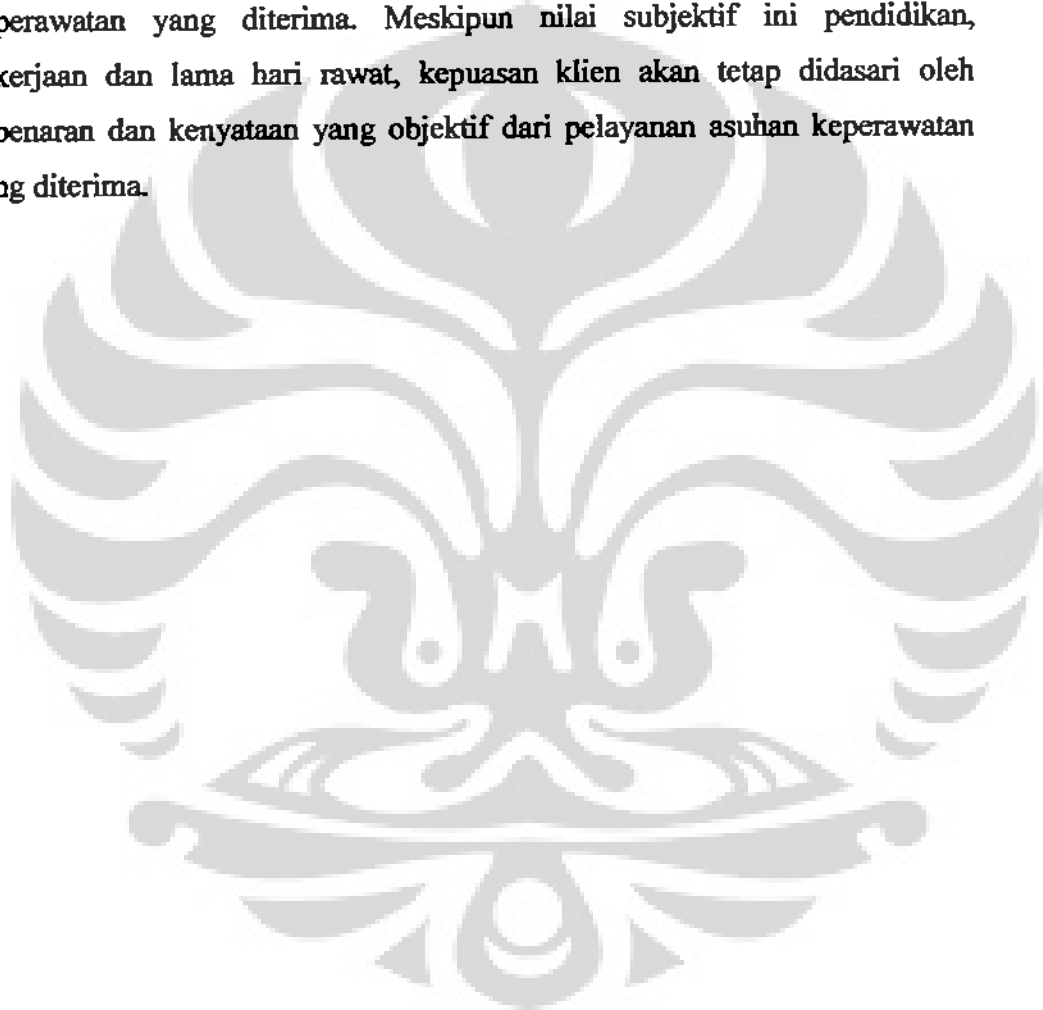 perawatan yang diterima. Meskipun nilai subjektif ini pendidikan,
kerjaan dan lama hari rawat, kepuasan klien akan tetap didasari oleh
benaran dan kenyataan yang objektif dari pelayanan asuhan keperawatan
ng diterima.